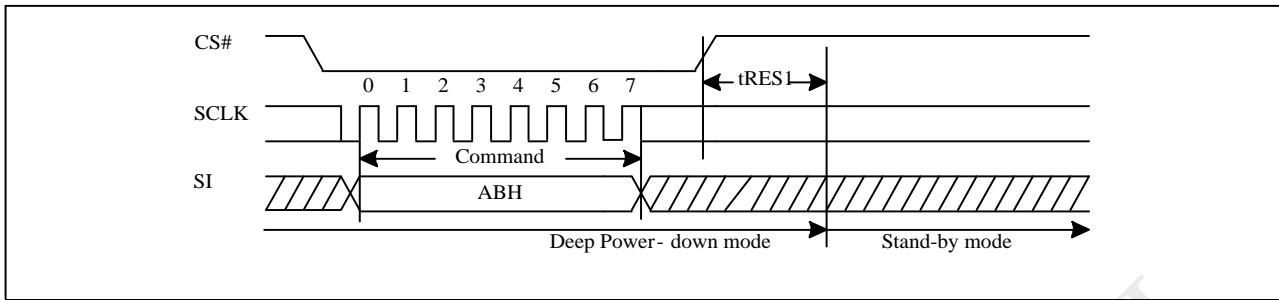 CS#
tRES1
0 1 2 3 4 5 6 7
SCLK
Command
SI
ABH
Deep Power- down mode
Stand-by mode